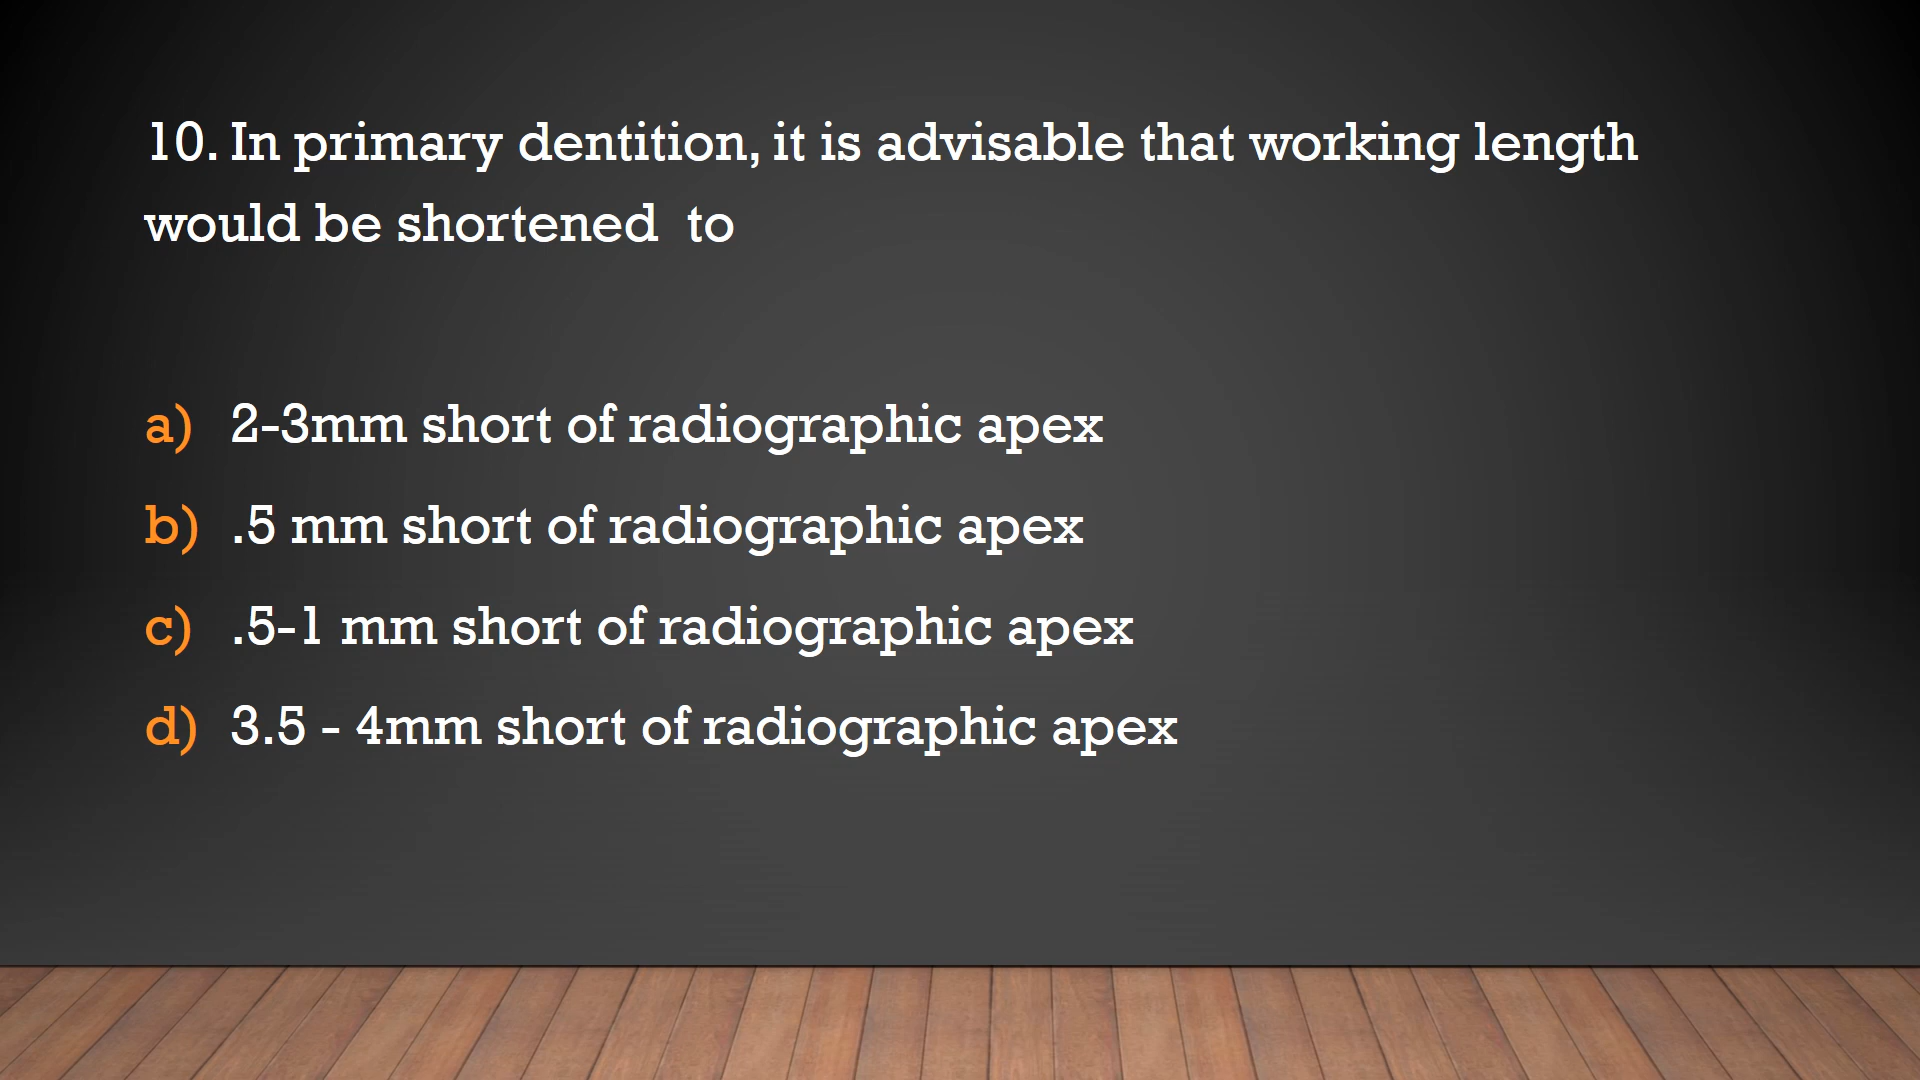 10. In primary dentition, it is advisable that working length
would be shortened  to
a) 2-3mm short of radiographic apex
b) .5 mm short of radiographic apex
c) .5-1 mm short of radiographic apex
d) 3.5 - 4mm short of radiographic apex